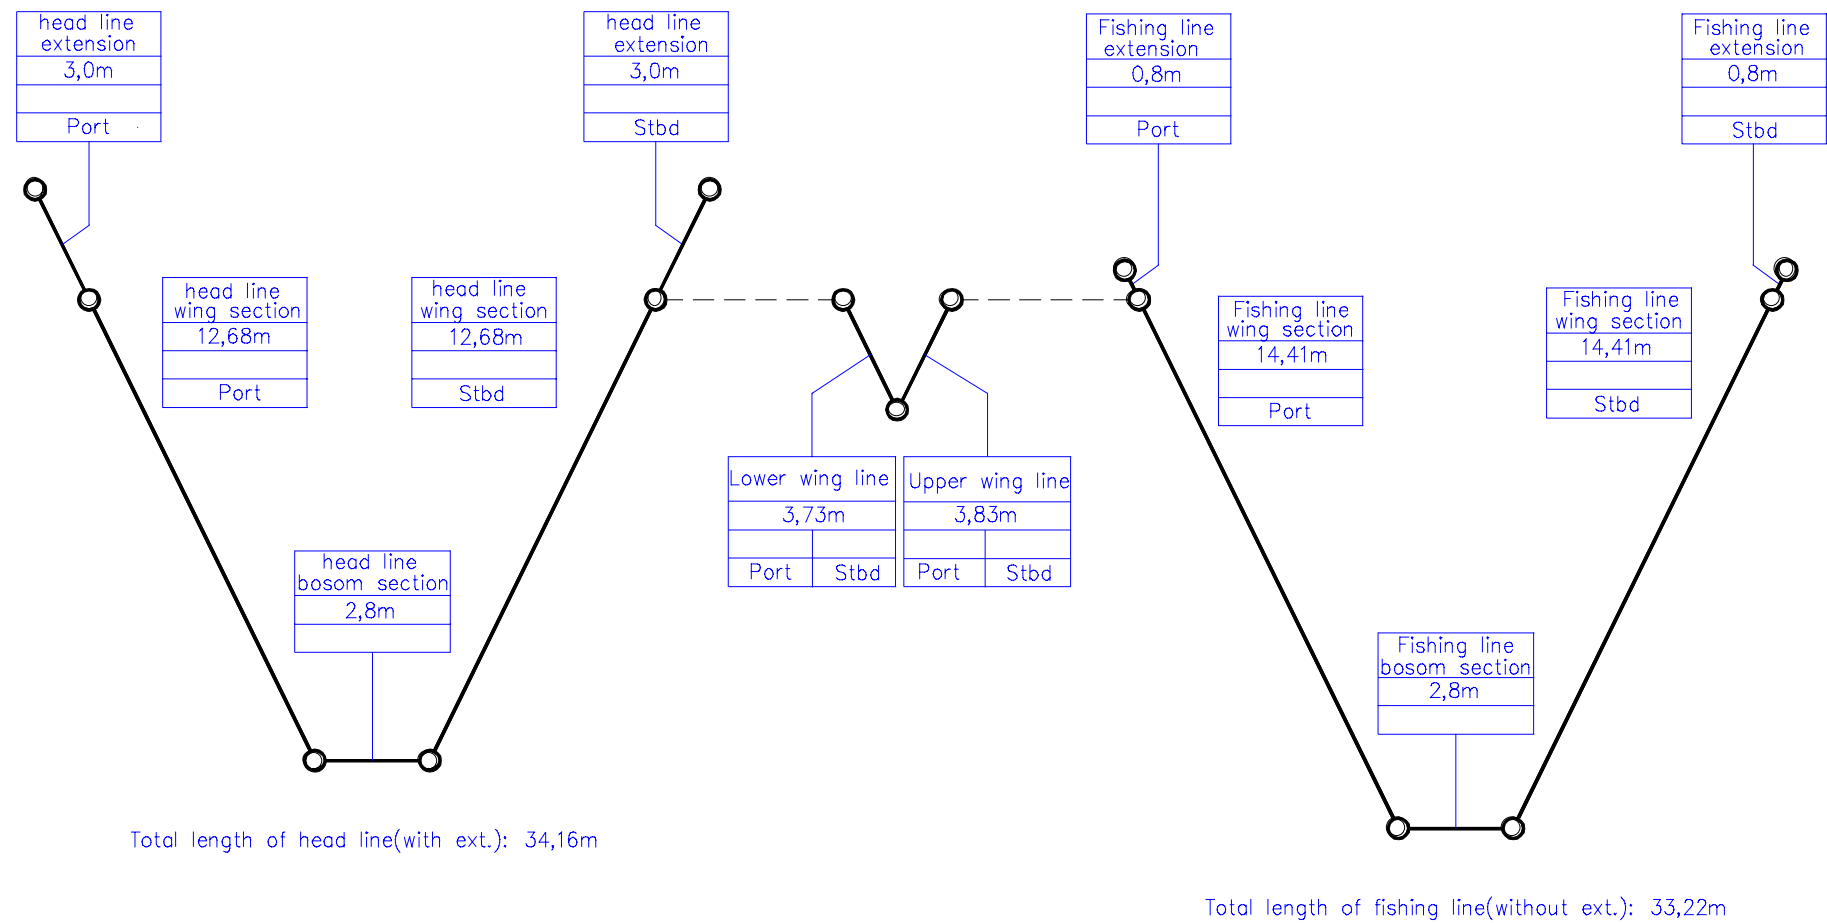 head line
extension
3,0m
Port
head line
extension
3,0m
Stbd
Fishing line
extension
0,8m
Port
Fishing line
extension
0,8m
Stbd
head line
wing section
12,68m
Port
head line
wing section
12,68m
Stbd
Fishing line
wing section
14,41m
Port
Fishing line
wing section
14,41m
Stbd
Lower wing line
3,73m
Port Stbd
Upper wing line
3,83m
Port Stbd
head line
bosom section
2,8m
Fishing line
bosom section
2,8m
Total length of head line(with ext.): 34,16m
Total length of fishing line(without ext.): 33,22m